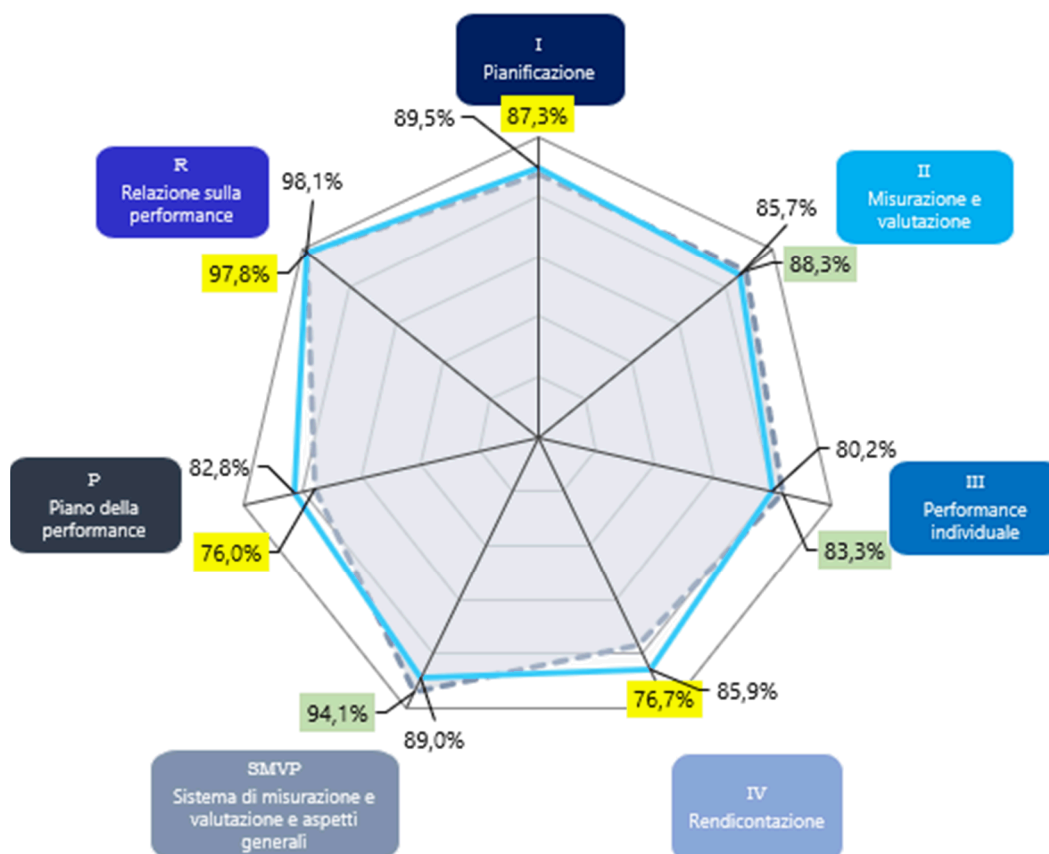 I
Pianificazione
87,3%
89,5%
II
Misurazione e
valutazione
85,7%
88,3%
80,2%
III
Performance
individuale
83,3%
85,9%
76,7%
IV
Rendicontazione
94,1%
89,0%
SMVP
Sistema di misurazione e
valutazione e aspetti
generali
82,8%
P
Piano della
performance
76,0%
R
Relazione sulla
performance
98,1%
97,8%